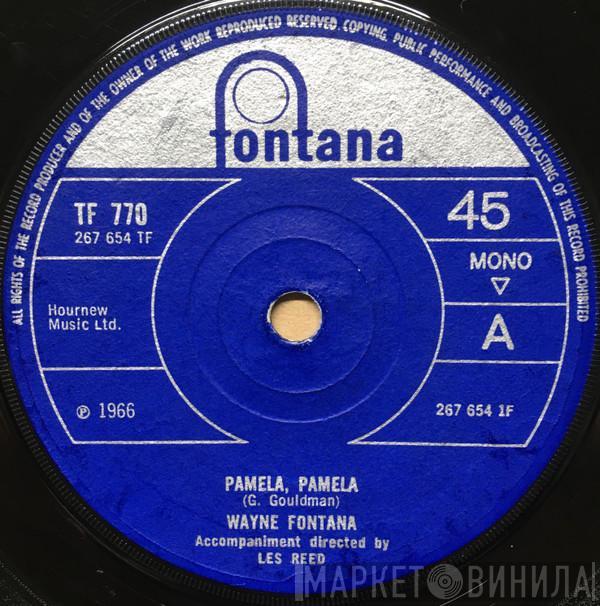 ALL RIGHTS OF THE RECORD PRODUCER AND OF THE OWNER OF THE WORK REPRODUCED RESERVED. COPYING, PUBLIC PERFORMANCE AND BROADCASTING OF THIS RECORD PROHIBITED
fontana
TF 770
267 654 TF
45
MONO
Hournew
Music Ltd.
A
℗ 1966
267 654 1F
PAMELA, PAMELA
(G. Gouldman)
WAYNE FONTANA
Accompaniment directed by
LES REED
МАРКЕТ ВИНИЛА